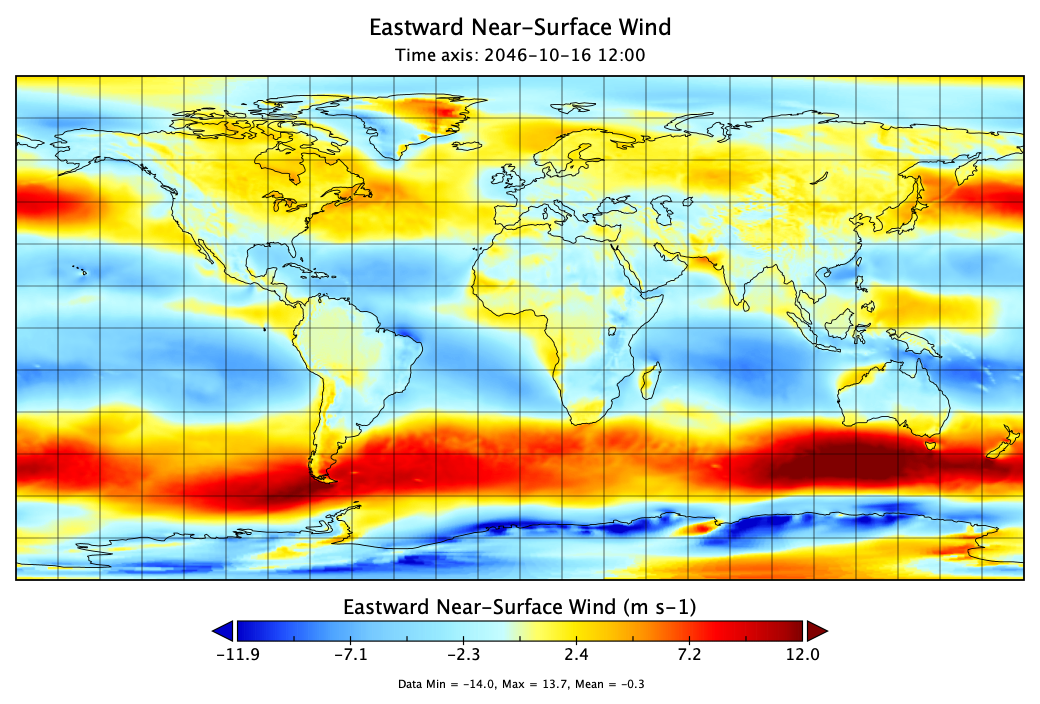 Eastward Near-Surface Wind
Time axis: 2046-10-16 12:00
Eastward Near-Surface Wind (m s-1)
-11.9 -7.1 -2.3 2.4 7.2 12.0
Data Min = -14.0, Max = 13.7, Mean = -0.3